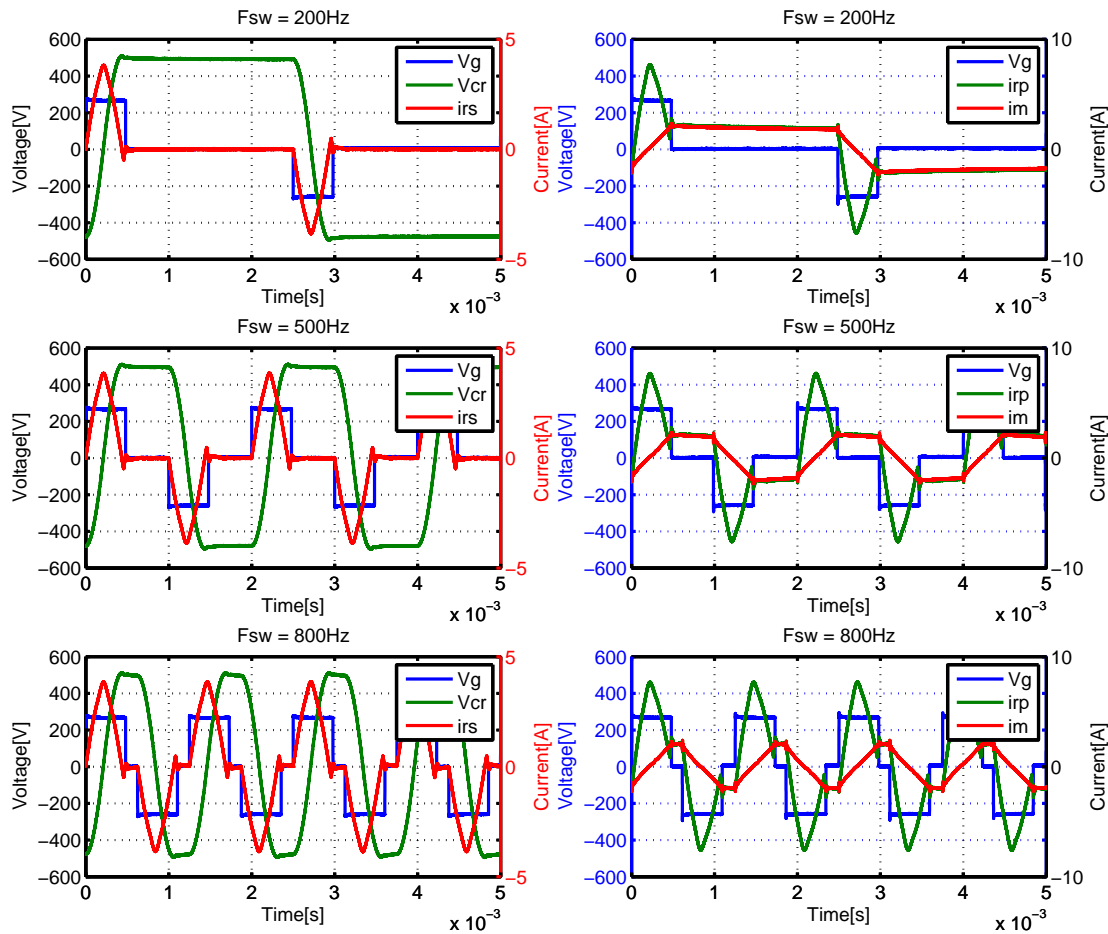 Fsw = 200Hz
600
400
200
0
−200
−400
−600
Voltage[V]
5
0
−5
Current[A]
Vg
Vcr
irs
0 1 2 3 4 5
Time[s]
x 10−3
Fsw = 200Hz
600
400
200
0
−200
−400
−600
Voltage[V]
10
0
−10
Current[A]
Vg
irp
im
0 1 2 3 4 5
Time[s]
x 10−3
Fsw = 500Hz
600
400
200
0
−200
−400
−600
Voltage[V]
5
0
−5
Current[A]
Vg
Vcr
irs
0 1 2 3 4 5
Time[s]
x 10−3
Fsw = 500Hz
600
400
200
0
−200
−400
−600
Voltage[V]
10
0
−10
Current[A]
Vg
irp
im
0 1 2 3 4 5
Time[s]
x 10−3
Fsw = 800Hz
600
400
200
0
−200
−400
−600
Voltage[V]
5
0
−5
Current[A]
Vg
Vcr
irs
0 1 2 3 4 5
Time[s]
x 10−3
Fsw = 800Hz
600
400
200
0
−200
−400
−600
Voltage[V]
10
0
−10
Current[A]
Vg
irp
im
0 1 2 3 4 5
Time[s]
x 10−3